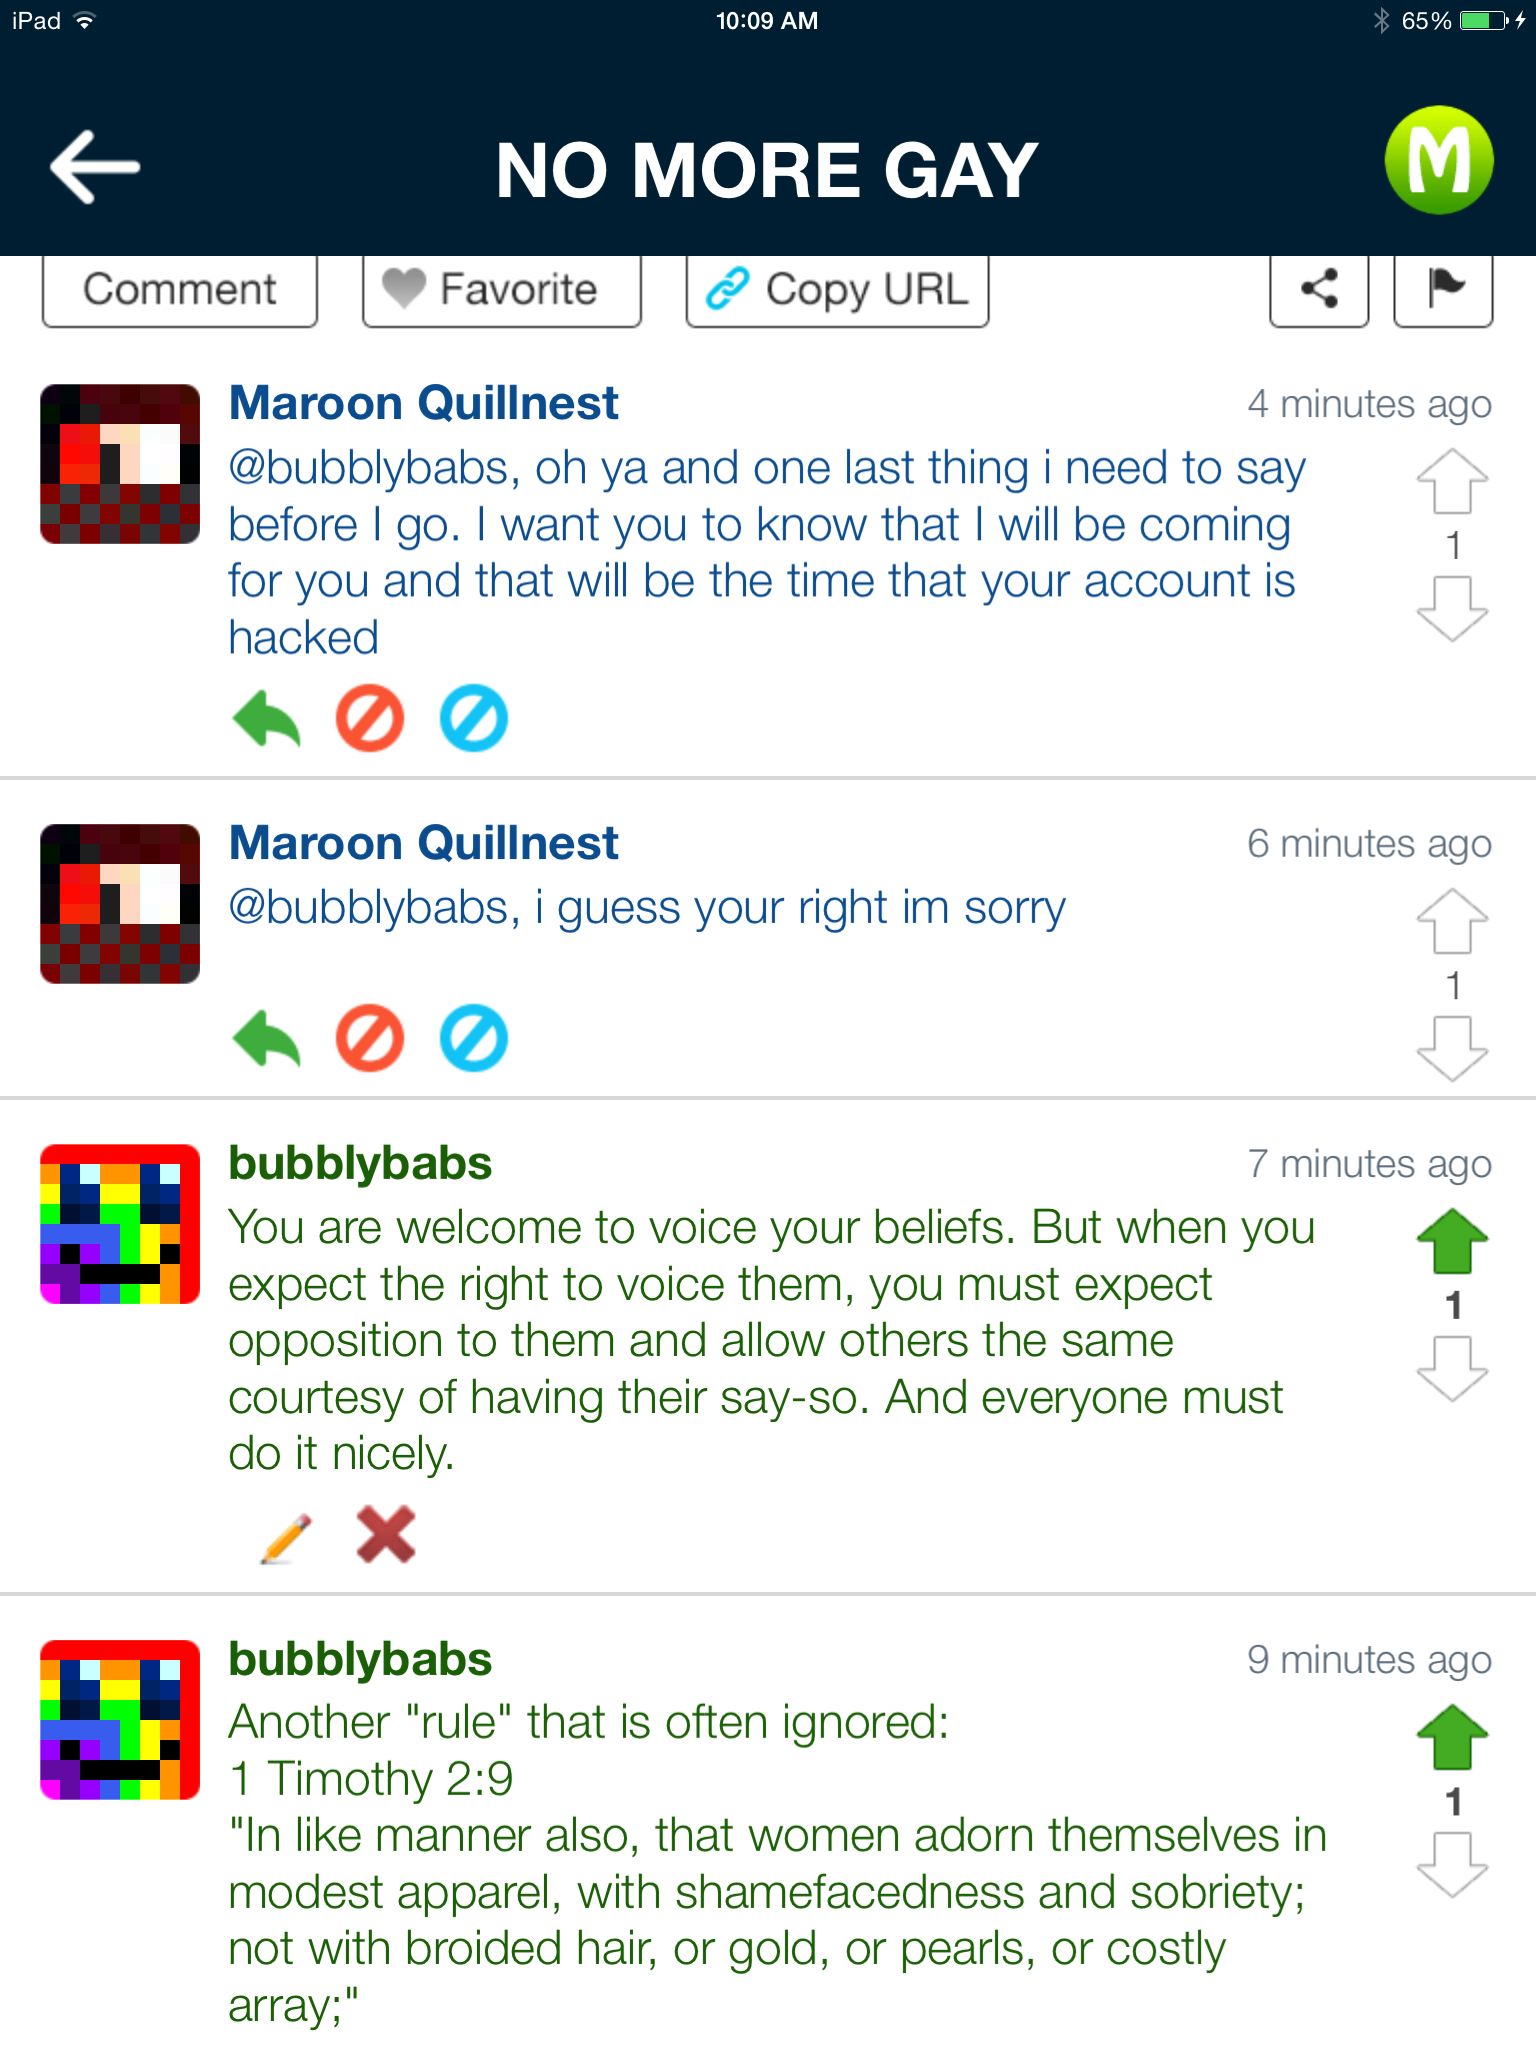 iPad 10:09 AM 65%
NO MORE GAY M
Comment Favorite Copy URL
Maroon Quillnest 4 minutes ago
@bubblybabs, oh ya and one last thing i need to say
before I go. I want you to know that I will be coming
for you and that will be the time that your account is
hacked
1
Maroon Quillnest 6 minutes ago
@bubblybabs, i guess your right im sorry
1
bubblybabs 7 minutes ago
You are welcome to voice your beliefs. But when you
expect the right to voice them, you must expect
opposition to them and allow others the same
courtesy of having their say-so. And everyone must
do it nicely.
1
bubblybabs 9 minutes ago
Another "rule" that is often ignored:
1 Timothy 2:9
"In like manner also, that women adorn themselves in
modest apparel, with shamefacedness and sobriety;
not with broided hair, or gold, or pearls, or costly
array;"
1